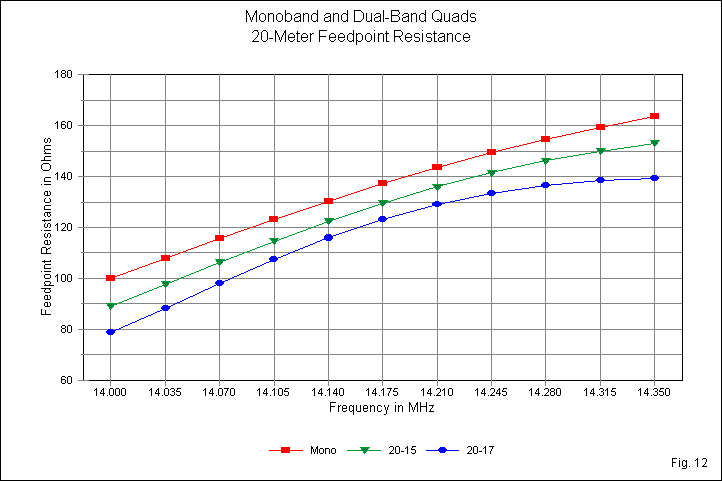 Monoband and Dual-Band Quads
20-Meter Feedpoint Resistance
180
160
140
120
100
80
60
Feedpoint Resistance in Ohms
14.000 14.035 14.070 14.105 14.140 14.175 14.210 14.245 14.280 14.315 14.350
Frequency in MHz
Mono 20-15 20-17
Fig. 12